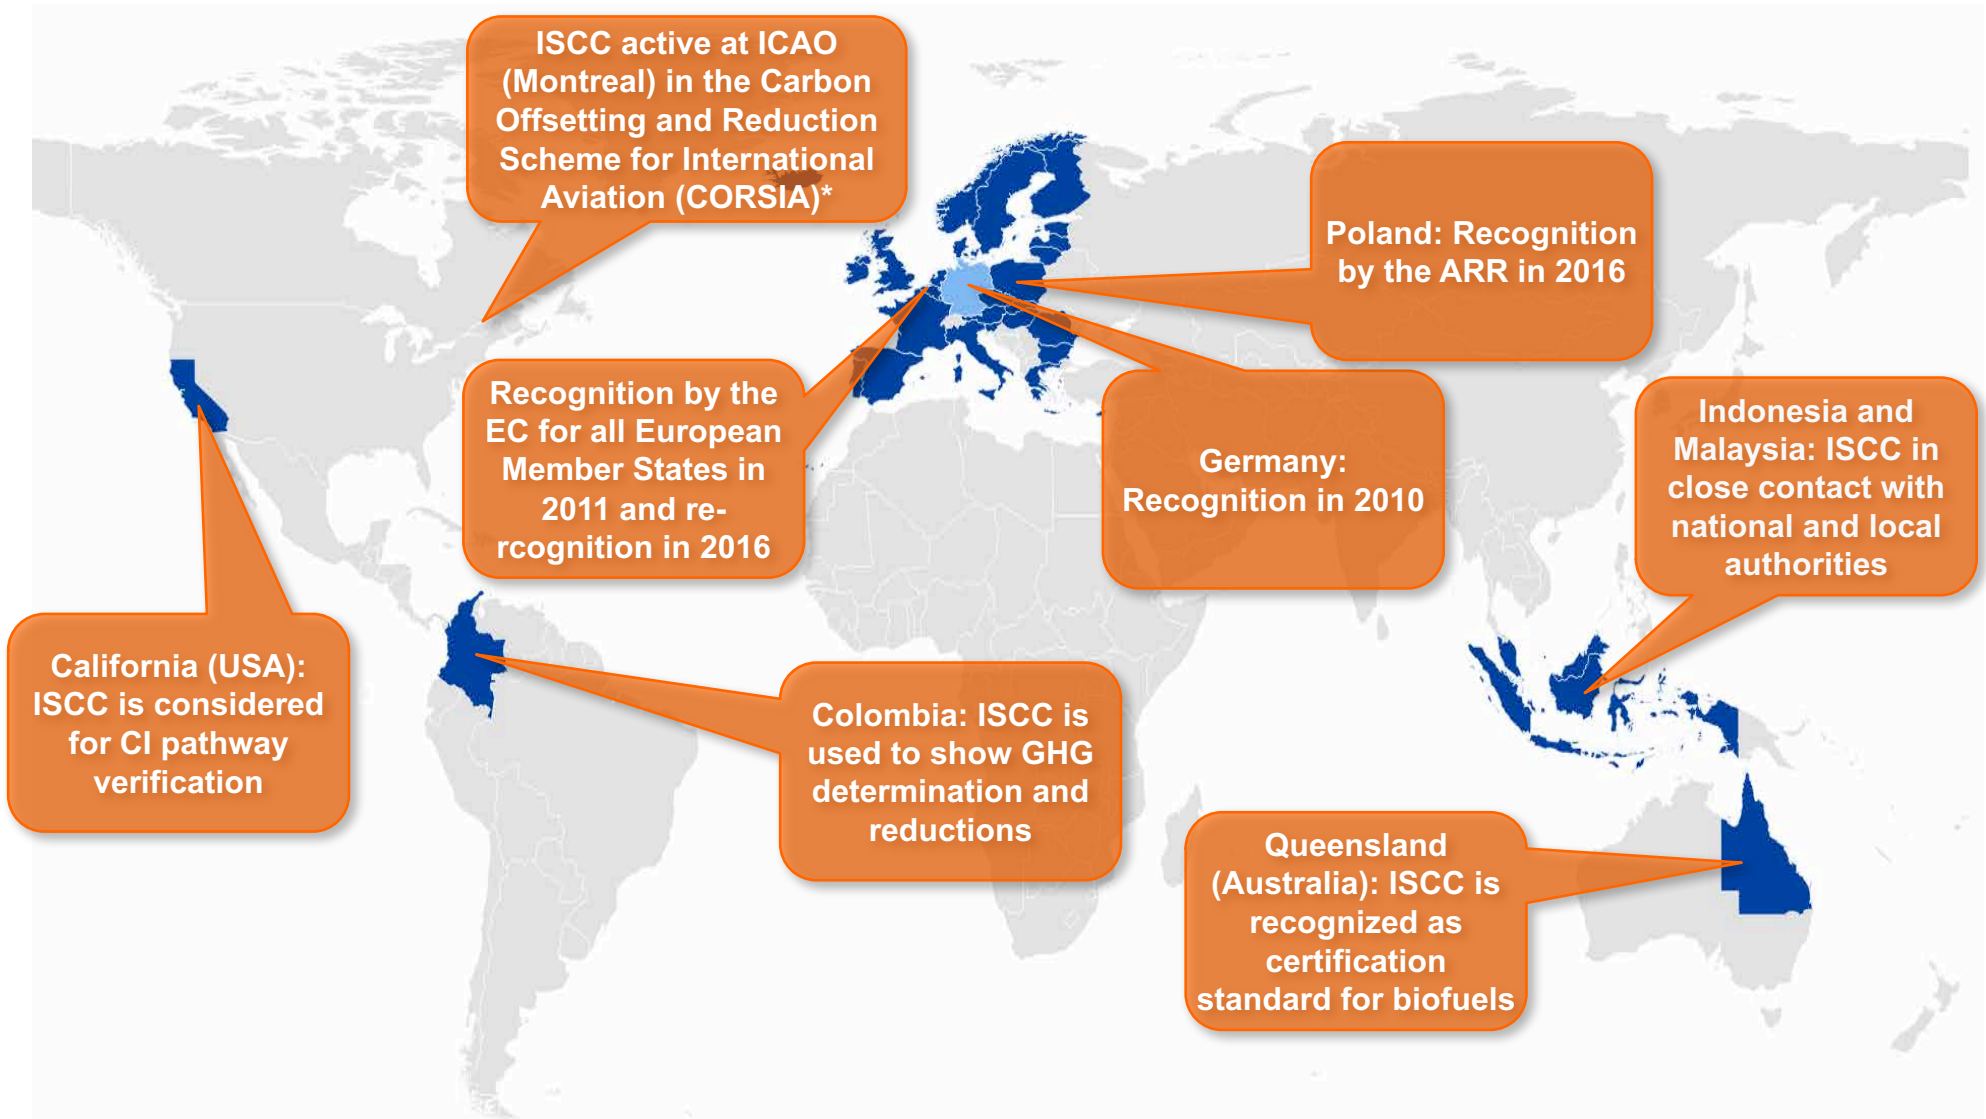 ISCC active at ICAO
(Montreal) in the Carbon
Offsetting and Reduction
Scheme for International
Aviation (CORSIA)*
Poland: Recognition
by the ARR in 2016
Recognition by the
EC for all European
Member States in
2011 and re-
rcognition in 2016
Germany:
Recognition in 2010
Indonesia and
Malaysia: ISCC in
close contact with
national and local
authorities
California (USA):
ISCC is considered
for CI pathway
verification
Colombia: ISCC is
used to show GHG
determination and
reductions
Queensland
(Australia): ISCC is
recognized as
certification
standard for biofuels